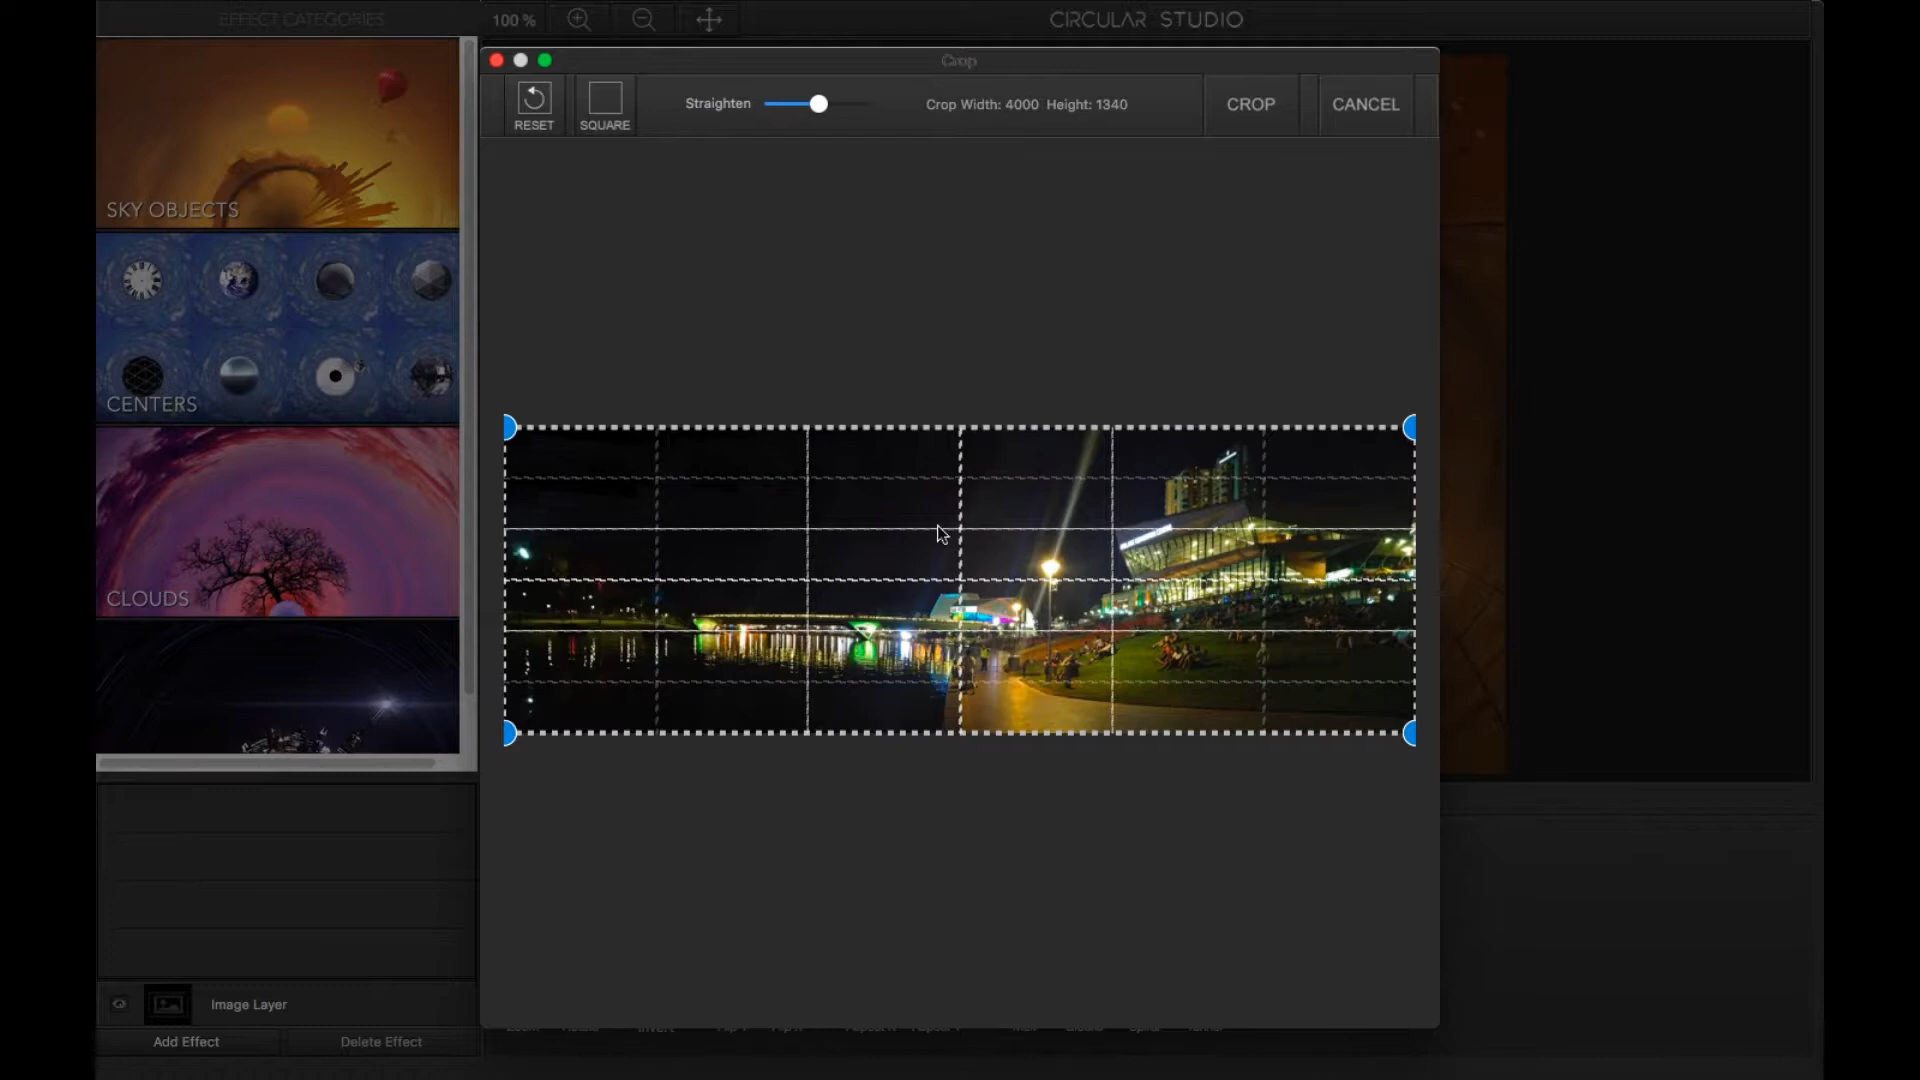 EFFECT CATEGORIES
100 %
CIRCULAR STUDIO
Crop
RESET
SQUARE
Straighten
Crop Width: 4000 Height: 1340
CROP
CANCEL
SKY OBJECTS
CENTERS
CLOUDS
Image Layer
Add Effect
Delete Effect
Invert